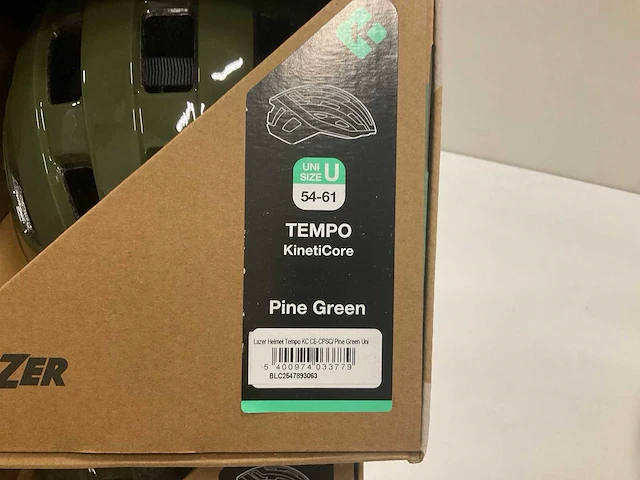 UNI
SIZE U
54-61
TEMPO
KinetiCore
Pine Green
Lazer Helmet Tempo KC CE-CPSC/ Pine Green Uni
5 400974 033779
BLC2547893063
ZER